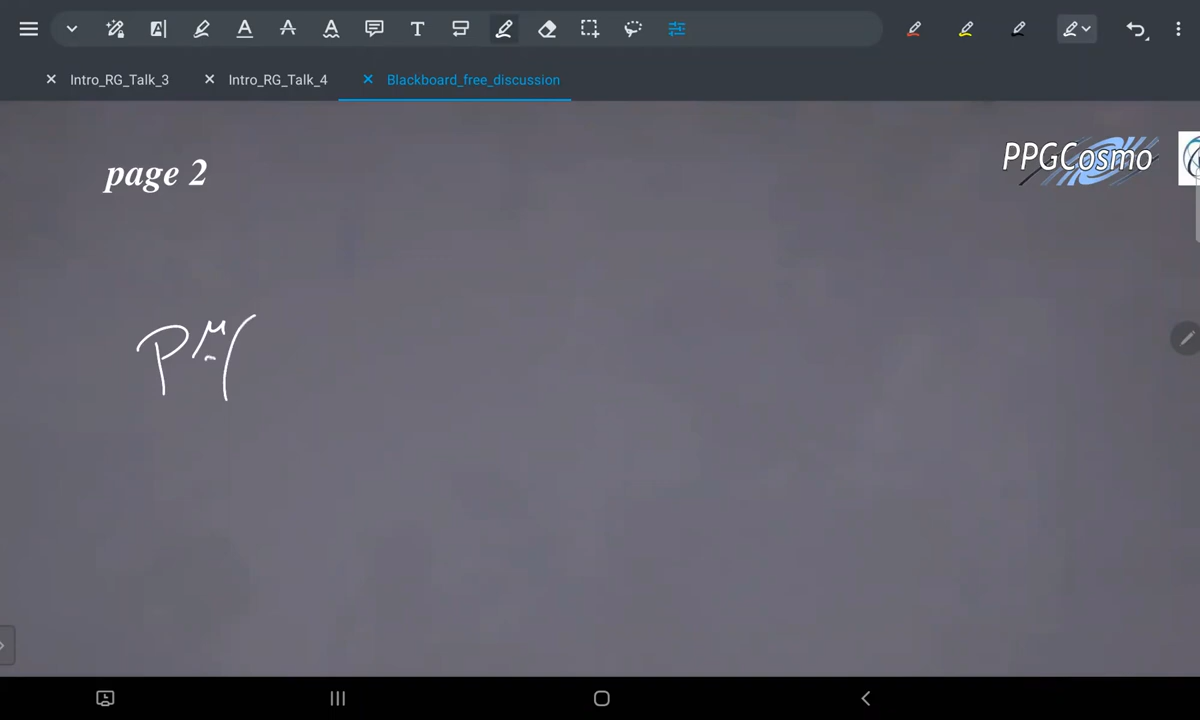 Intro_RG_Talk_3 Intro_RG_Talk_4 Blackboard_free_discussion
page 2
PPGCosmo
P^μ(